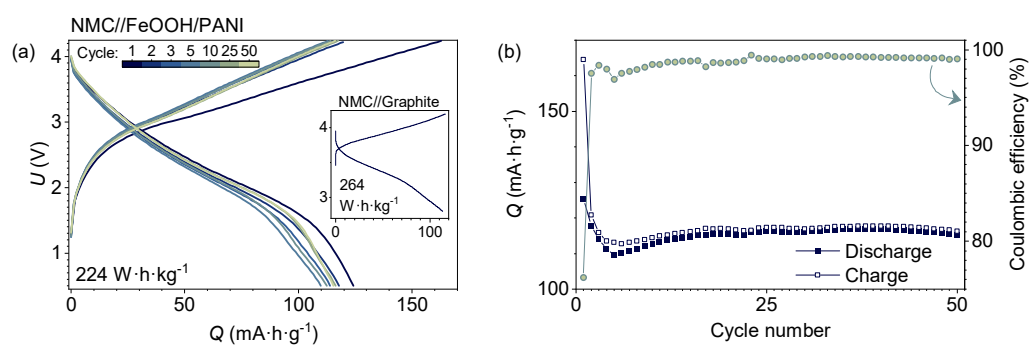 NMC//FeOOH/PANI
(a)
Cycle: 1 2 3 5 10 25 50
4
3
2
1
U (V)
NMC//Graphite
4
3
264
W·h·kg-1
0 100
224 W·h·kg-1
0 50 100 150
Q (mA·h·g-1)
(b)
150
100
Q (mA·h·g-1)
100
90
80
Coulombic efficiency (%)
Discharge
Charge
0 25 50
Cycle number